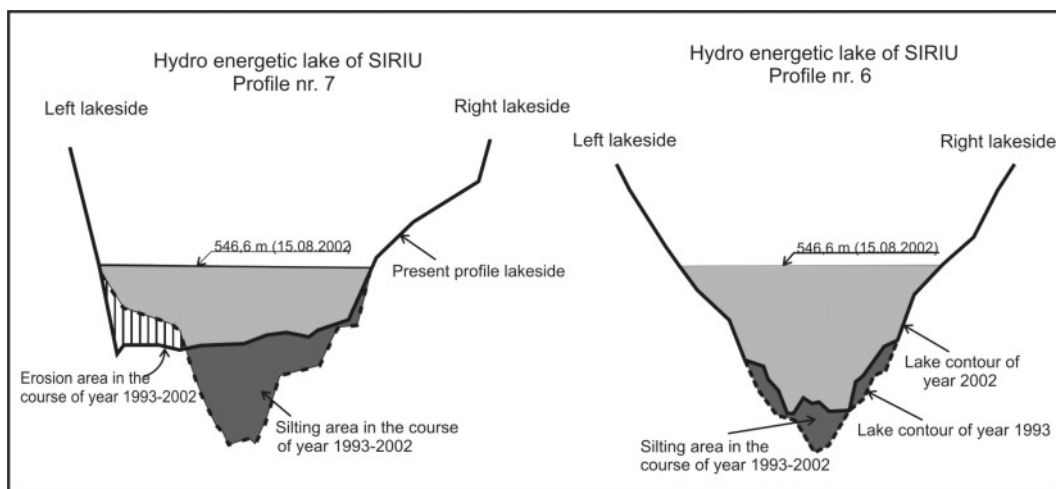 Hydro energetic lake of SIRIU
Profile nr. 7
Left lakeside
Right lakeside
546,6 m (15.08.2002)
Present profile lakeside
Erosion area in the
course of year 1993-2002
Silting area in the course
of year 1993-2002
Hydro energetic lake of SIRIU
Profile nr. 6
Left lakeside
Right lakeside
546,6 m (15.08.2002)
Lake contour of
year 2002
Lake contour of year 1993
Silting area in the
course of year 1993-2002